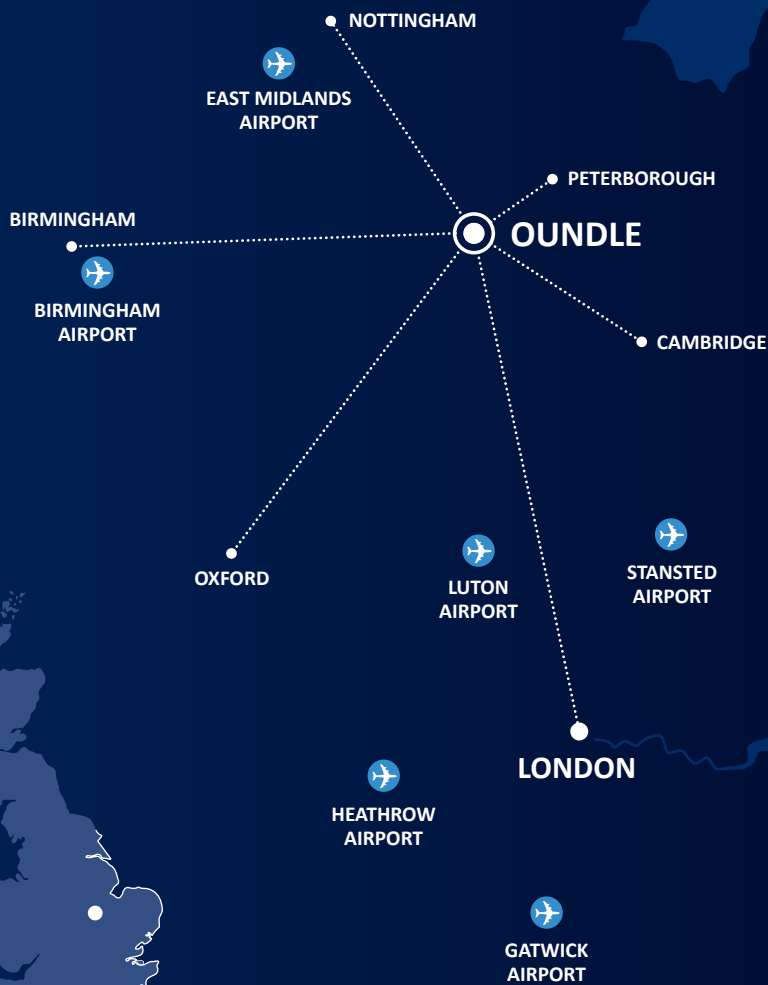 NOTTINGHAM
EAST MIDLANDS
AIRPORT
PETERBOROUGH
BIRMINGHAM
OUNDLE
BIRMINGHAM
AIRPORT
CAMBRIDGE
OXFORD
LUTON
AIRPORT
STANSTED
AIRPORT
LONDON
HEATHROW
AIRPORT
GATWICK
AIRPORT